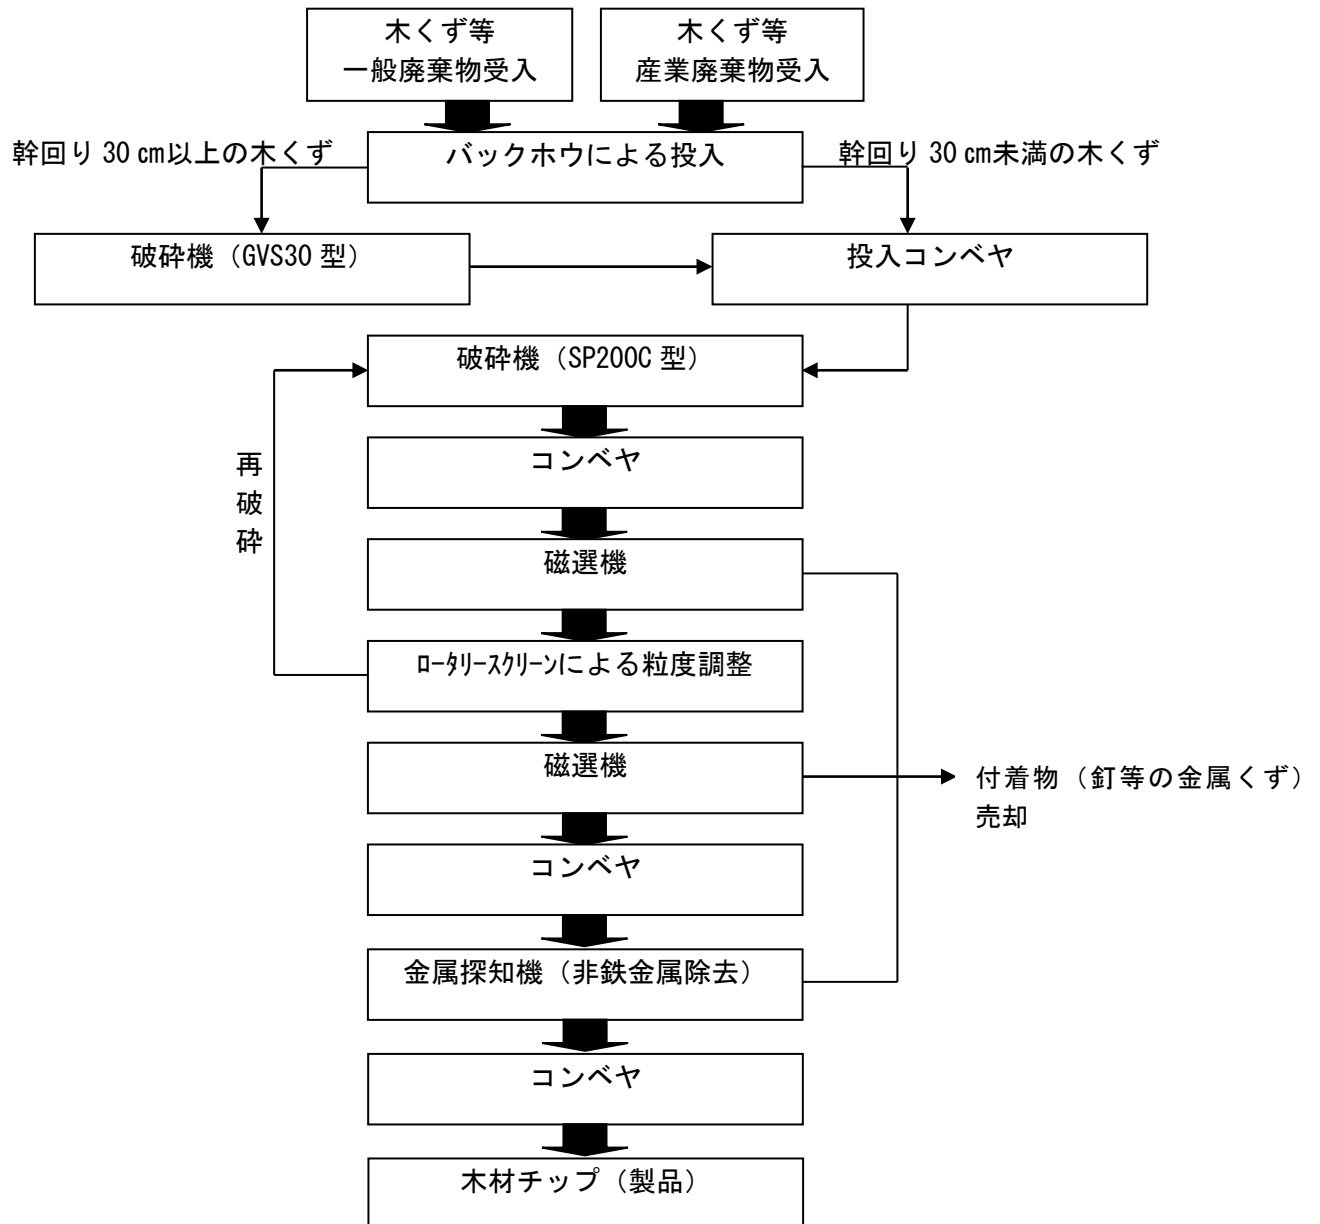 木くず等
一般廃棄物受入
木くず等
産業廃棄物受入
幹回り 30 ㎝以上の木くず
バックホウによる投入
幹回り 30 ㎝未満の木くず
破砕機（GVS30 型）
投入コンベヤ
破砕機（SP200C 型）
コンベヤ
再
破
砕
磁選機
ﾛｰﾀﾘｰｽｸﾘｰﾝによる粒度調整
磁選機
付着物（釘等の金属くず）
売却
コンベヤ
金属探知機（非鉄金属除去）
コンベヤ
木材チップ（製品）